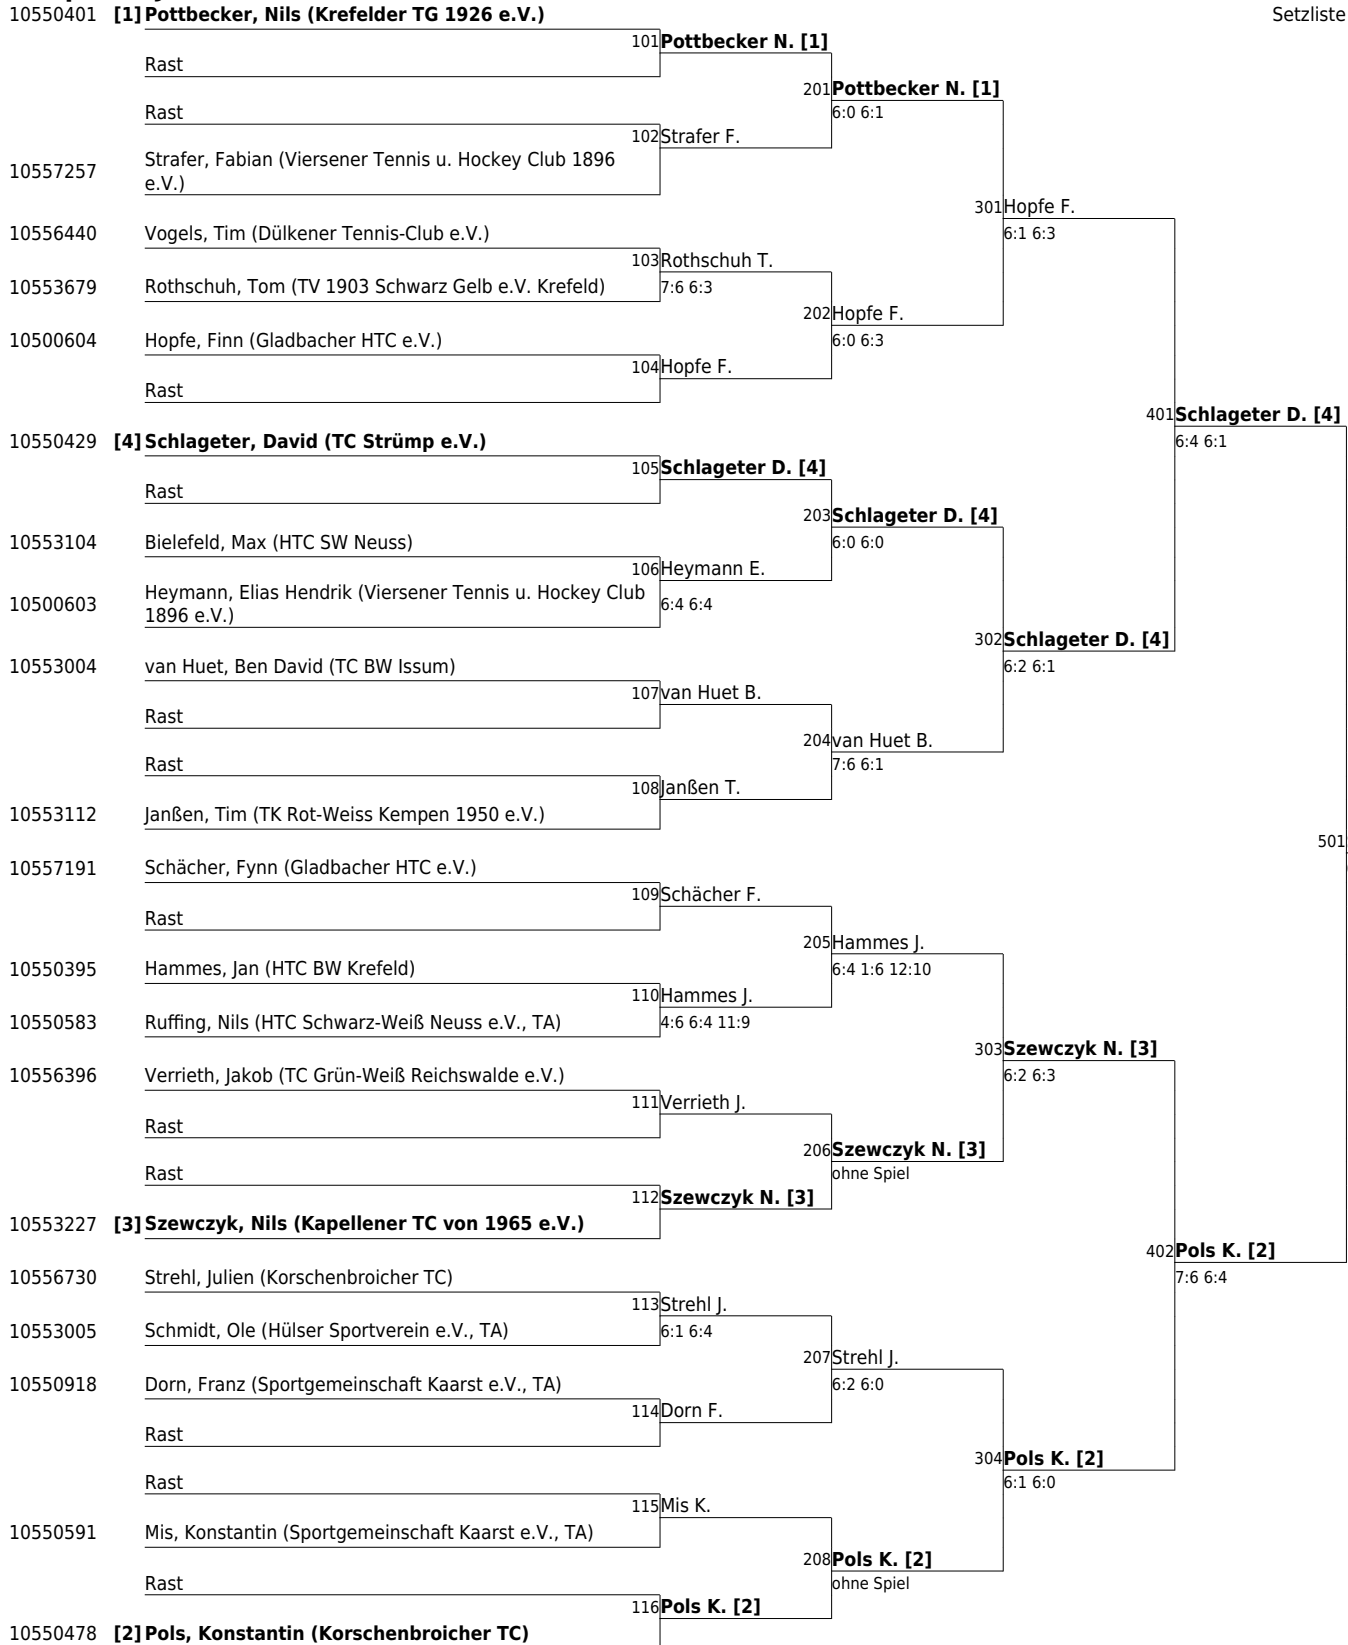 10550401 [1] Pottbecker, Nils (Krefelder TG 1926 e.V.) Setzliste
101 Pottbecker N. [1]
Rast
201 Pottbecker N. [1]
Rast 6:0 6:1
102 Strafer F.
10557257 Strafer, Fabian (Viersener Tennis u. Hockey Club 1896
e.V.)
301 Hopfe F.
10556440 Vogels, Tim (Dülkener Tennis-Club e.V.) 6:1 6:3
103 Rothschuh T.
10553679 Rothschuh, Tom (TV 1903 Schwarz Gelb e.V. Krefeld) 7:6 6:3
202 Hopfe F.
10500604 Hopfe, Finn (Gladbacher HTC e.V.) 6:0 6:3
104 Hopfe F.
Rast
401 Schlageter D. [4]
10550429 [4] Schlageter, David (TC Strümp e.V.) 6:4 6:1
105 Schlageter D. [4]
Rast
203 Schlageter D. [4]
10553104 Bielefeld, Max (HTC SW Neuss) 6:0 6:0
106 Heymann E.
10500603 Heymann, Elias Hendrik (Viersener Tennis u. Hockey Club
1896 e.V.) 6:4 6:4
302 Schlageter D. [4]
10553004 van Huet, Ben David (TC BW Issum) 6:2 6:1
107 van Huet B.
Rast
204 van Huet B.
Rast 7:6 6:1
108 Janßen T.
10553112 Janßen, Tim (TK Rot-Weiss Kempen 1950 e.V.)
501
10557191 Schächer, Fynn (Gladbacher HTC e.V.)
109 Schächer F.
Rast
205 Hammes J.
10550395 Hammes, Jan (HTC BW Krefeld) 6:4 1:6 12:10
110 Hammes J.
10550583 Ruffing, Nils (HTC Schwarz-Weiß Neuss e.V., TA) 4:6 6:4 11:9
303 Szewczyk N. [3]
10556396 Verrieth, Jakob (TC Grün-Weiß Reichswalde e.V.) 6:2 6:3
111 Verrieth J.
Rast
206 Szewczyk N. [3]
Rast ohne Spiel
112 Szewczyk N. [3]
10553227 [3] Szewczyk, Nils (Kapellener TC von 1965 e.V.)
402 Pols K. [2]
10556730 Strehl, Julien (Korschenbroicher TC) 7:6 6:4
113 Strehl J.
10553005 Schmidt, Ole (Hülser Sportverein e.V., TA) 6:1 6:4
207 Strehl J.
10550918 Dorn, Franz (Sportgemeinschaft Kaarst e.V., TA) 6:2 6:0
114 Dorn F.
Rast
304 Pols K. [2]
Rast 6:1 6:0
115 Mis K.
10550591 Mis, Konstantin (Sportgemeinschaft Kaarst e.V., TA)
208 Pols K. [2]
Rast ohne Spiel
116 Pols K. [2]
10550478 [2] Pols, Konstantin (Korschenbroicher TC)